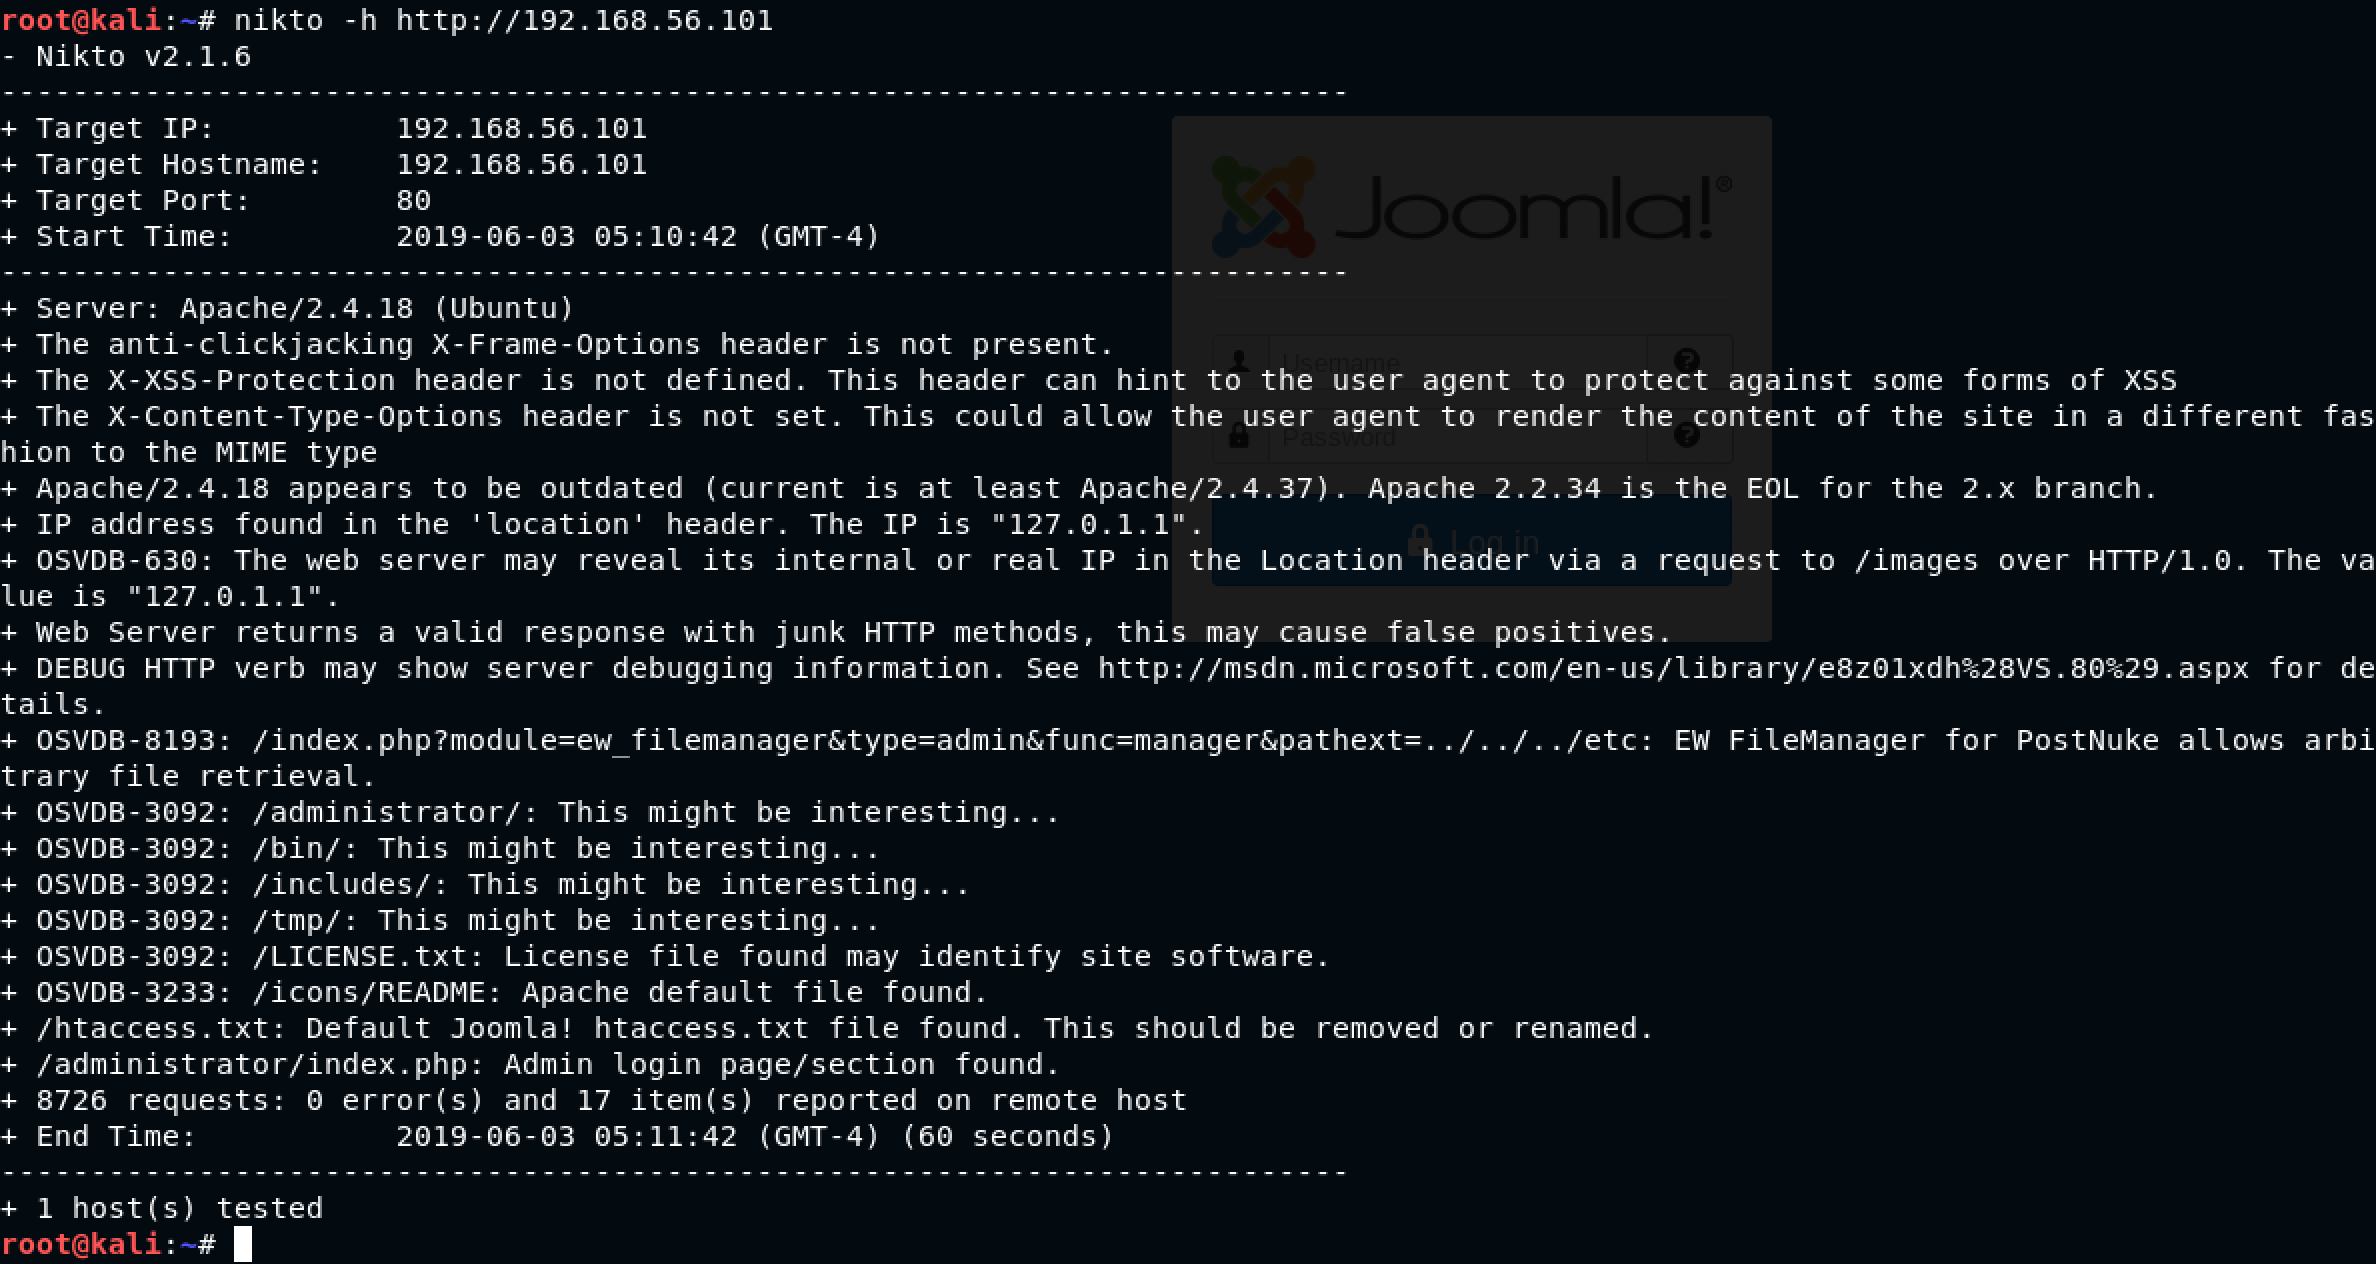 root@kali:~# nikto -h http://192.168.56.101
- Nikto v2.1.6
---------------------------------------------------------------------------
+ Target IP:          192.168.56.101
+ Target Hostname:    192.168.56.101
+ Target Port:        80
+ Start Time:         2019-06-03 05:10:42 (GMT-4)
---------------------------------------------------------------------------
+ Server: Apache/2.4.18 (Ubuntu)
+ The anti-clickjacking X-Frame-Options header is not present.
+ The X-XSS-Protection header is not defined. This header can hint to the user agent to protect against some forms of XSS
+ The X-Content-Type-Options header is not set. This could allow the user agent to render the content of the site in a different fas
hion to the MIME type
+ Apache/2.4.18 appears to be outdated (current is at least Apache/2.4.37). Apache 2.2.34 is the EOL for the 2.x branch.
+ IP address found in the 'location' header. The IP is "127.0.1.1".
+ OSVDB-630: The web server may reveal its internal or real IP in the Location header via a request to /images over HTTP/1.0. The va
lue is "127.0.1.1".
+ Web Server returns a valid response with junk HTTP methods, this may cause false positives.
+ DEBUG HTTP verb may show server debugging information. See http://msdn.microsoft.com/en-us/library/e8z01xdh%28VS.80%29.aspx for de
tails.
+ OSVDB-8193: /index.php?module=ew_filemanager&type=admin&func=manager&pathext=../../../etc: EW FileManager for PostNuke allows arbi
trary file retrieval.
+ OSVDB-3092: /administrator/: This might be interesting...
+ OSVDB-3092: /bin/: This might be interesting...
+ OSVDB-3092: /includes/: This might be interesting...
+ OSVDB-3092: /tmp/: This might be interesting...
+ OSVDB-3092: /LICENSE.txt: License file found may identify site software.
+ OSVDB-3233: /icons/README: Apache default file found.
+ /htaccess.txt: Default Joomla! htaccess.txt file found. This should be removed or renamed.
+ /administrator/index.php: Admin login page/section found.
+ 8726 requests: 0 error(s) and 17 item(s) reported on remote host
+ End Time:           2019-06-03 05:11:42 (GMT-4) (60 seconds)
---------------------------------------------------------------------------
+ 1 host(s) tested
root@kali:~#
Joomla!®
Username
Password
Log in